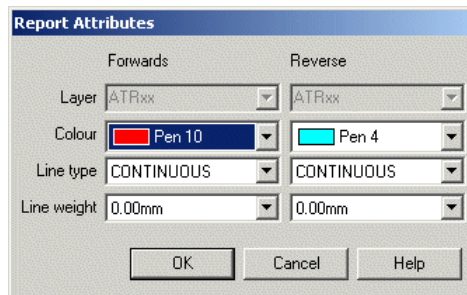 Report Attributes
Forwards Reverse
Layer ATRxx ATRxx
Colour Pen 10 Pen 4
Line type CONTINUOUS CONTINUOUS
Line weight 0.00mm 0.00mm
OK Cancel Help